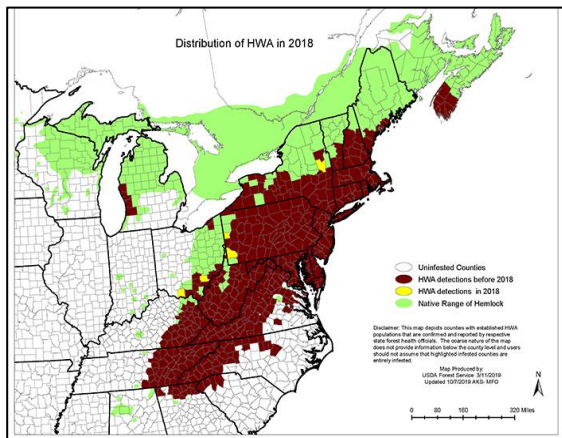 Distribution of HWA in 2018
Uninfested Counties
HWA detections before 2018
HWA detections in 2018
Native Range of Hemlock
Disclaimer: This map depicts counties with established HWA
populations that are confirmed and reported by respective
state forest health officials. The coarse nature of the map
does not provide information below the county level and users
should not assume that highlighted infested counties are
entirely infested.
Map Produced by:
USDA Forest Service 3/11/2019
Updated 10/7/2019 AKS- MFO
N
0 40 80 160 240 320 Miles